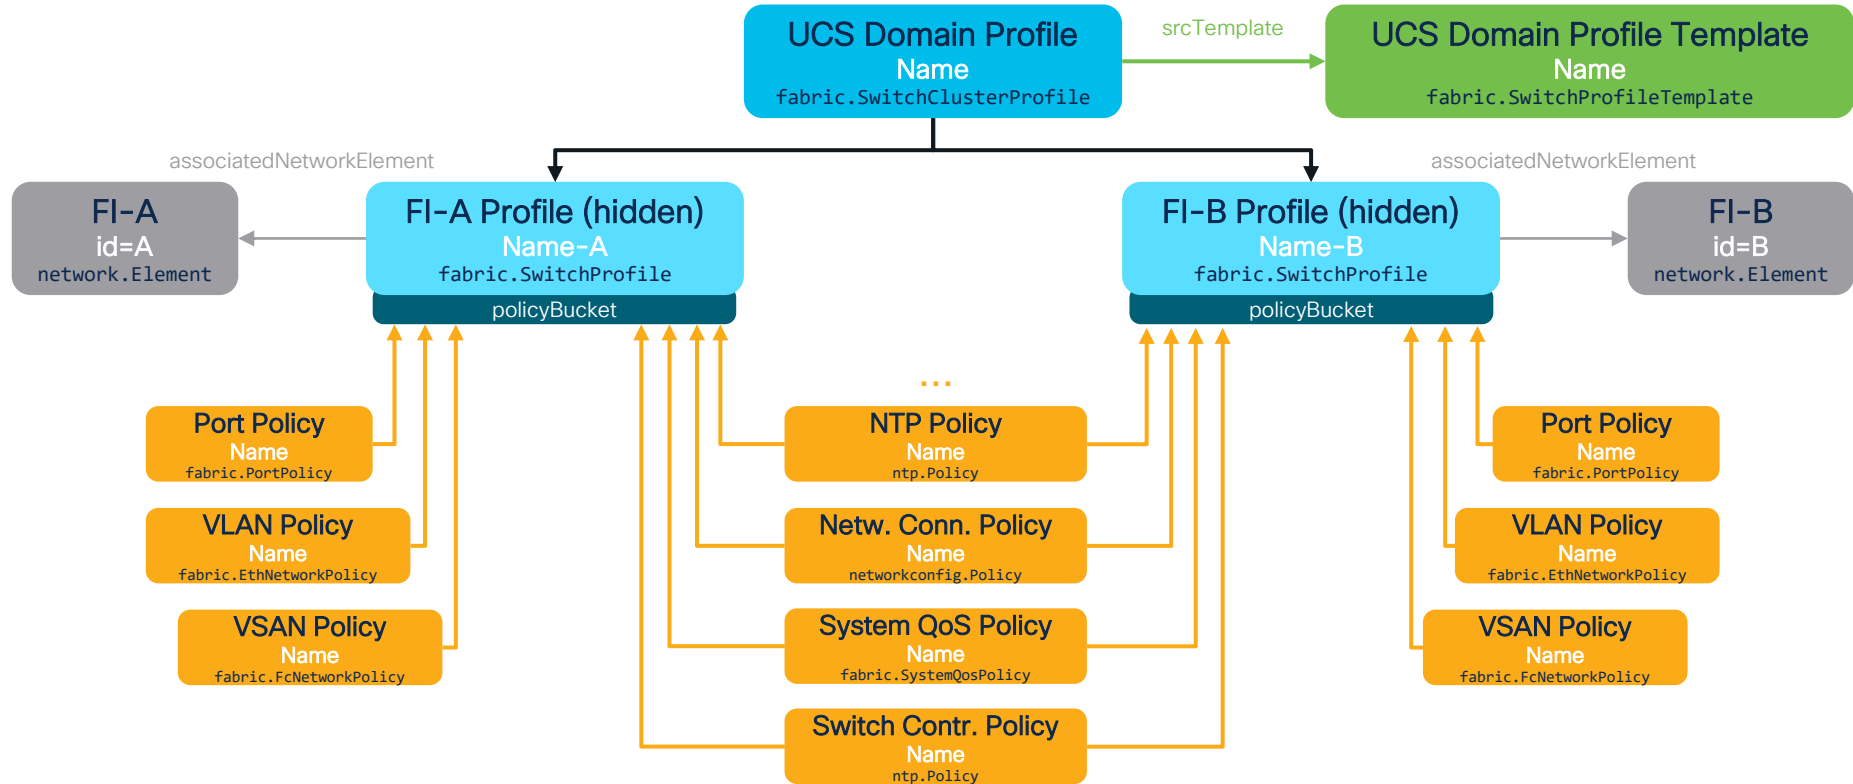 UCS Domain Profile
Name
fabric.SwitchClusterProfile
srcTemplate
UCS Domain Profile Template
Name
fabric.SwitchProfileTemplate
associatedNetworkElement
associatedNetworkElement
FI-A
id=A
network.Element
FI-A Profile (hidden)
Name-A
fabric.SwitchProfile
policyBucket
FI-B Profile (hidden)
Name-B
fabric.SwitchProfile
policyBucket
FI-B
id=B
network.Element
...
Port Policy
Name
fabric.PortPolicy
NTP Policy
Name
ntp.Policy
Port Policy
Name
fabric.PortPolicy
VLAN Policy
Name
fabric.EthNetworkPolicy
Netw. Conn. Policy
Name
networkconfig.Policy
VLAN Policy
Name
fabric.EthNetworkPolicy
VSAN Policy
Name
fabric.FcNetworkPolicy
System QoS Policy
Name
fabric.SystemQosPolicy
VSAN Policy
Name
fabric.FcNetworkPolicy
Switch Contr. Policy
Name
ntp.Policy